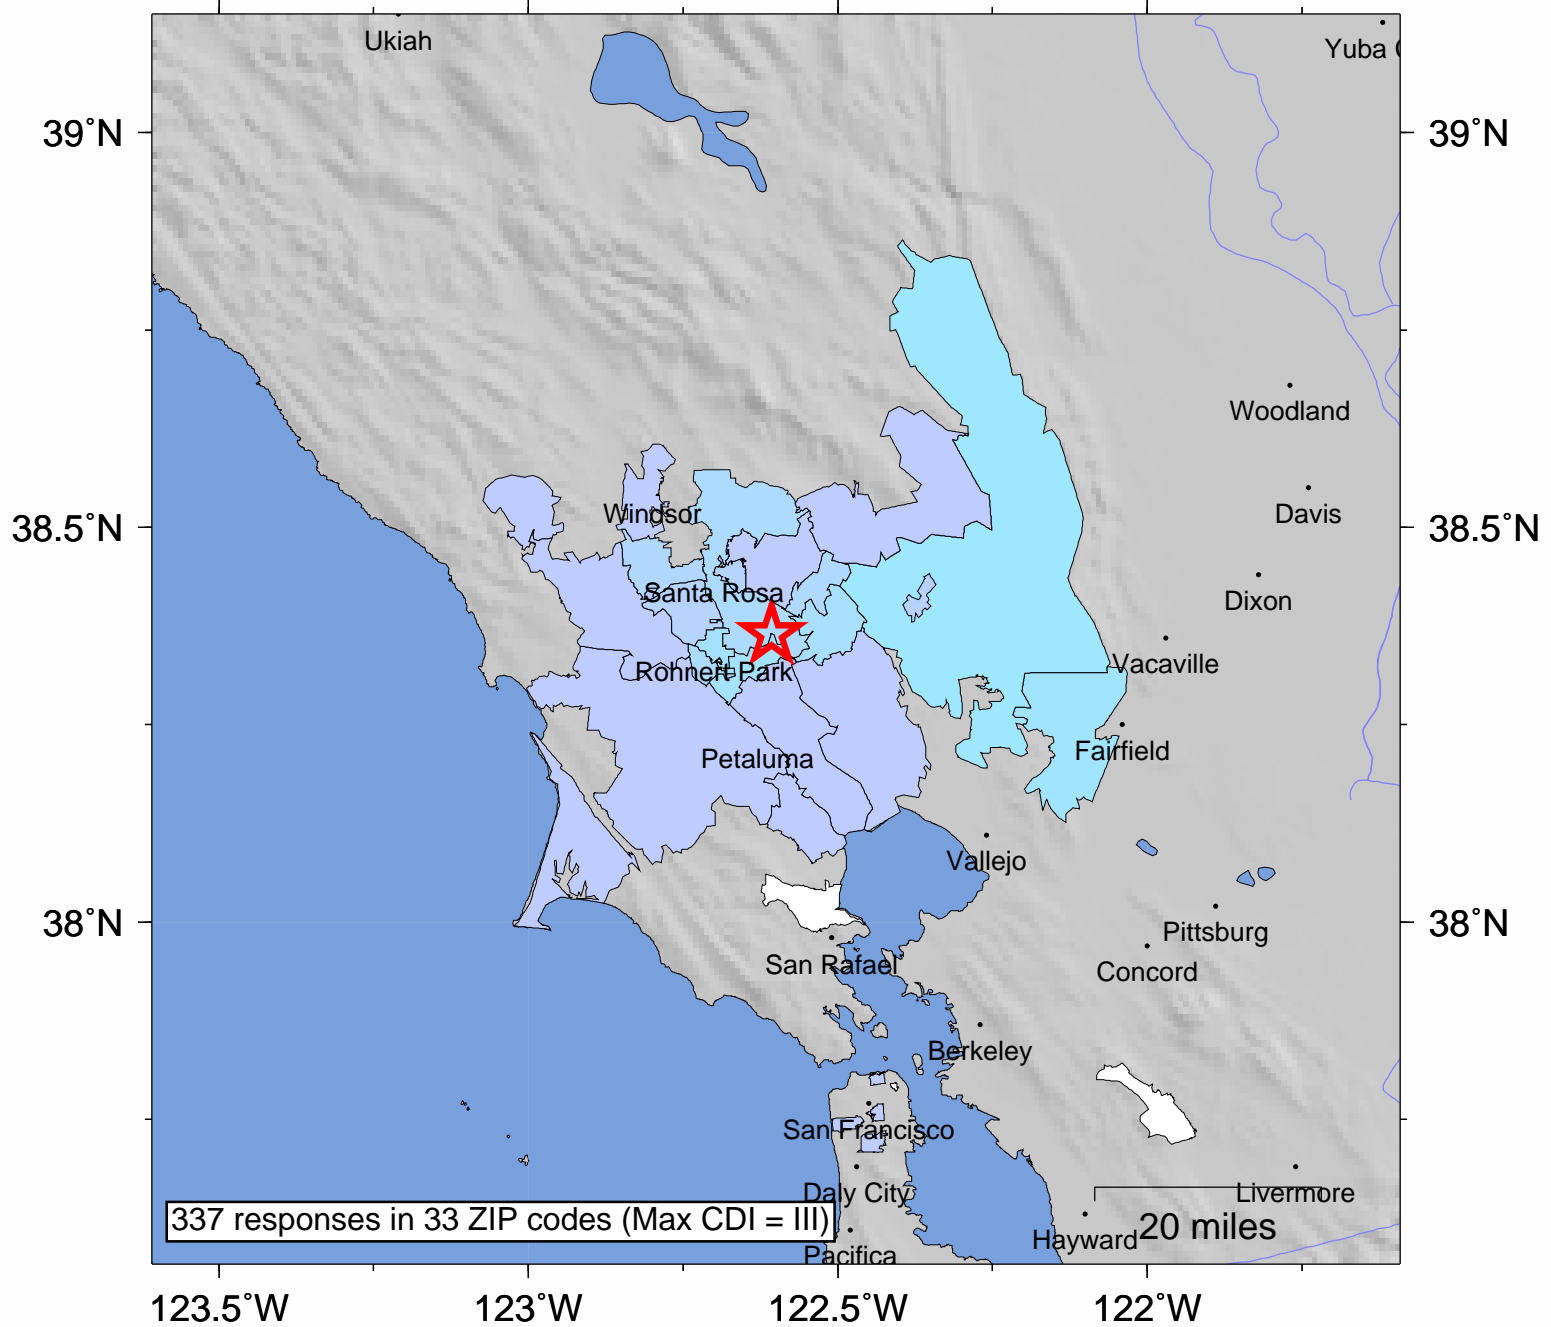 Ukiah
Yuba C
39°N
39°N
Woodland
Davis
Windsor
38.5°N
38.5°N
Santa Rosa
Dixon
Rohnert Park
Vacaville
Petaluma
Fairfield
Vallejo
38°N
38°N
Pittsburg
San Rafael
Concord
Berkeley
San Francisco
Daly City
Livermore
337 responses in 33 ZIP codes (Max CDI = III)
20 miles
Hayward
Pacifica
123.5°W
123°W
122.5°W
122°W